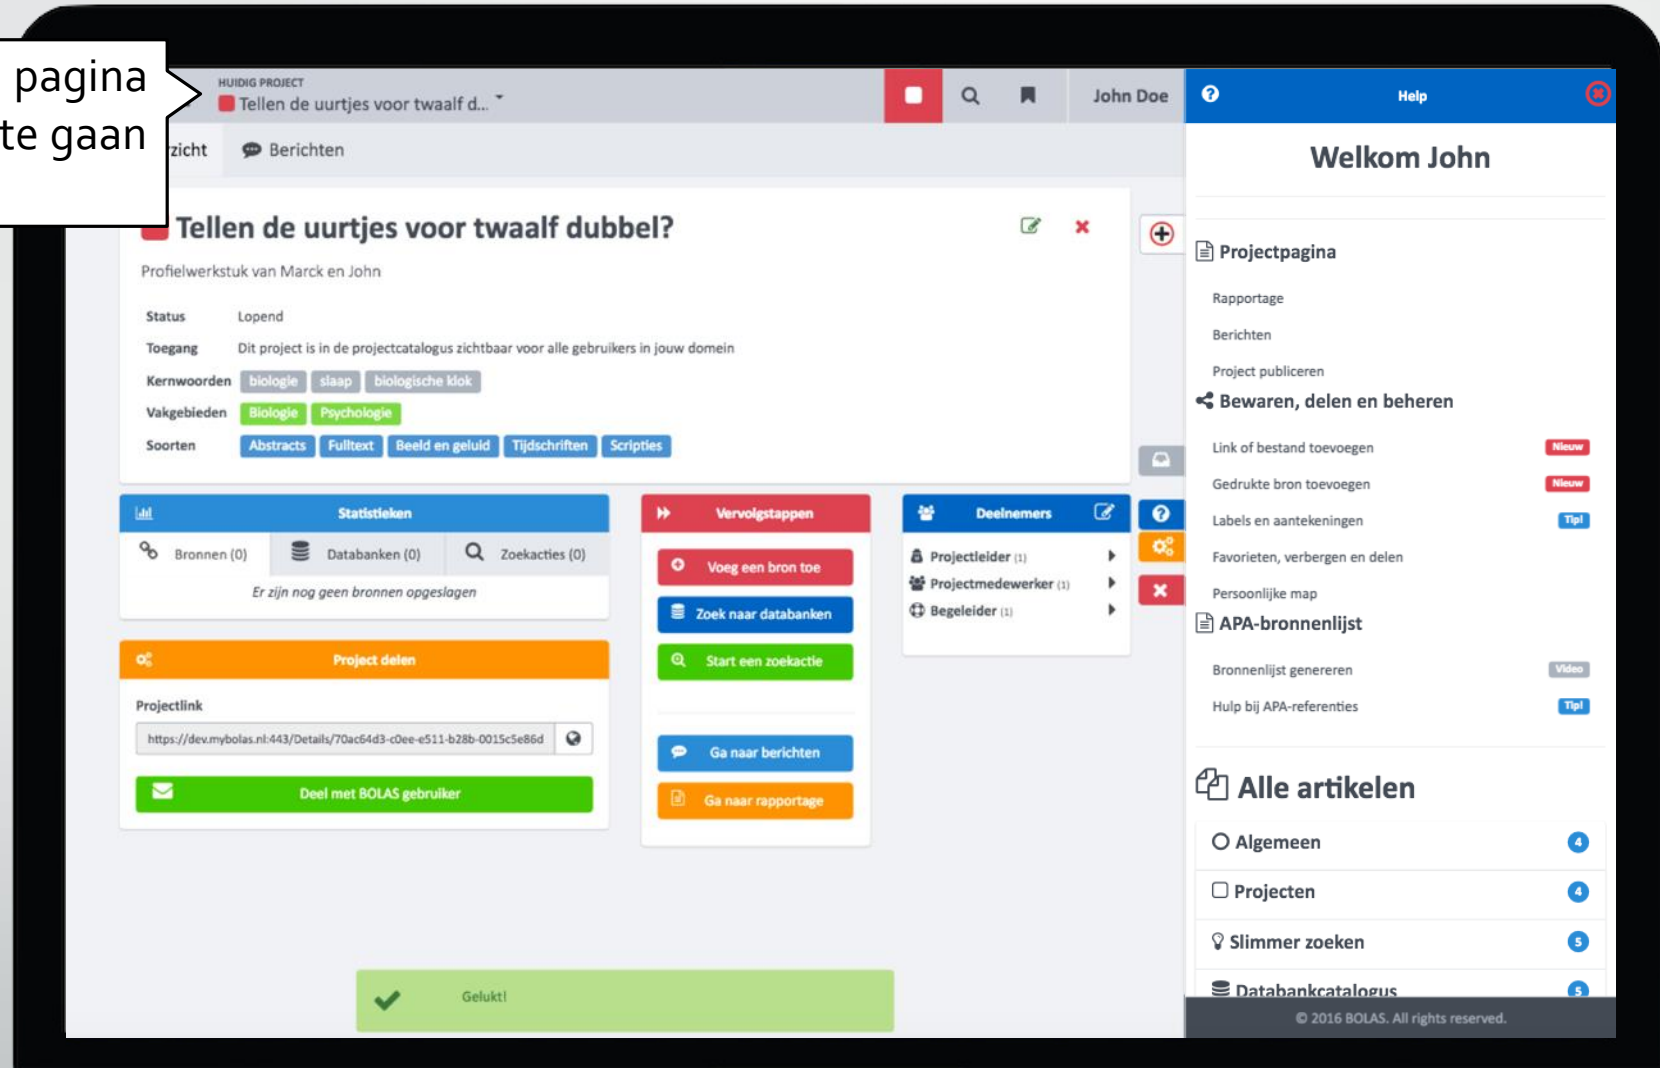 pagina
te gaan
HUIDIG PROJECT
Tellen de uurtjes voor twaalf d...
John Doe
zicht
Berichten
Tellen de uurtjes voor twaalf dubbel?
Profielwerkstuk van Marck en John
Status Lopend
Toegang Dit project is in de projectcatalogus zichtbaar voor alle gebruikers in jouw domein
Kernwoorden biologie slaap biologische klok
Vakgebieden Biologie Psychologie
Soorten Abstracts Fulltext Beeld en geluid Tijdschriften Scripties
Statistieken
Bronnen (0) Databanken (0) Zoekacties (0)
Er zijn nog geen bronnen opgeslagen
Project delen
Projectlink
https://dev.mybolas.nl:443/Details/70ac64d3-c0ee-e511-b28b-0015c5e86d
Deel met BOLAS gebruiker
Vervolgstappen
Voeg een bron toe
Zoek naar databanken
Start een zoekactie
Ga naar berichten
Ga naar rapportage
Deelnemers
Projectleider (1)
Projectmedewerker (1)
Begeleider (1)
Gelukt!
Help
Welkom John
Projectpagina
Rapportage
Berichten
Project publiceren
Bewaren, delen en beheren
Link of bestand toevoegen Nieuw
Gedrukte bron toevoegen Nieuw
Labels en aantekeningen Tip!
Favorieten, verbergen en delen
Persoonlijke map
APA-bronnenlijst
Bronnenlijst genereren Video
Hulp bij APA-referenties Tip!
Alle artikelen
Algemeen 4
Projecten 4
Slimmer zoeken 5
Databankcatalogus 5
© 2016 BOLAS. All rights reserved.